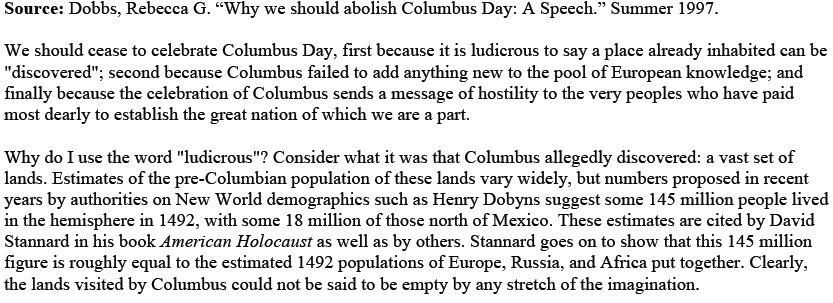 Source: Dobbs, Rebecca G. “Why we should abolish Columbus Day: A Speech.” Summer 1997.
We should cease to celebrate Columbus Day, first because it is ludicrous to say a place already inhabited can be
"discovered"; second because Columbus failed to add anything new to the pool of European knowledge; and
finally because the celebration of Columbus sends a message of hostility to the very peoples who have paid
most dearly to establish the great nation of which we are a part.
Why do I use the word "ludicrous"? Consider what it was that Columbus allegedly discovered: a vast set of
lands. Estimates of the pre-Columbian population of these lands vary widely, but numbers proposed in recent
years by authorities on New World demographics such as Henry Dobyns suggest some 145 million people lived
in the hemisphere in 1492, with some 18 million of those north of Mexico. These estimates are cited by David
Stannard in his book American Holocaust as well as by others. Stannard goes on to show that this 145 million
figure is roughly equal to the estimated 1492 populations of Europe, Russia, and Africa put together. Clearly,
the lands visited by Columbus could not be said to be empty by any stretch of the imagination.